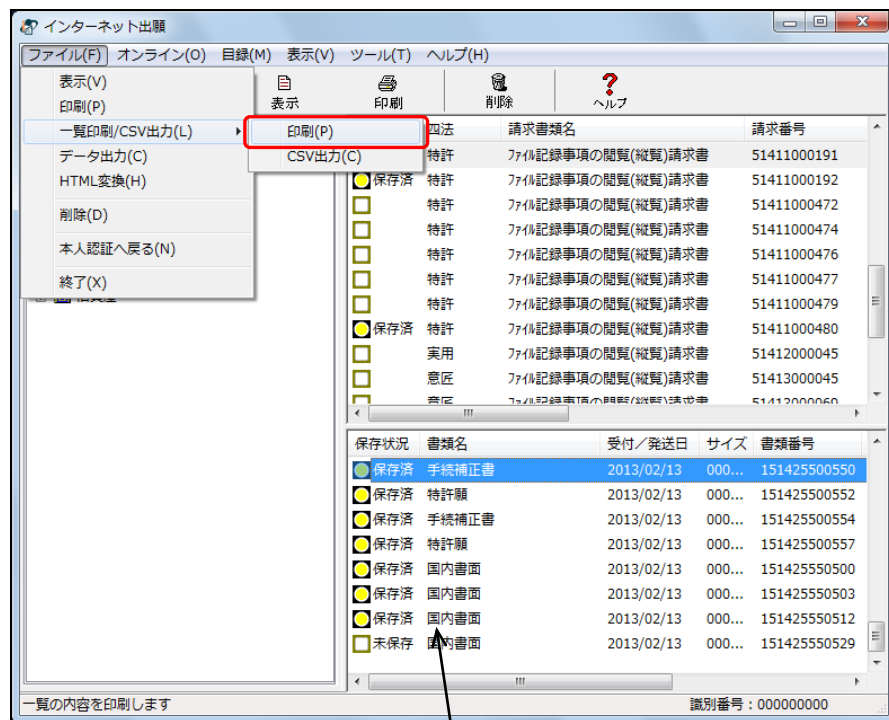 インターネット出願
ファイル(F) オンライン(O) 目録(M) 表示(V) ツール(T) ヘルプ(H)
表示 印刷 削除 ヘルプ
表示(V)
印刷(P)
一覧印刷/CSV出力(L)
データ出力(C)
HTML変換(H)
削除(D)
本人認証へ戻る(N)
終了(X)
印刷(P)
CSV出力(C)
四法 請求書類名 請求番号
特許 ファイル記録事項の閲覧(縦覧)請求書 51411000191
保存済 特許 ファイル記録事項の閲覧(縦覧)請求書 51411000192
特許 ファイル記録事項の閲覧(縦覧)請求書 51411000472
特許 ファイル記録事項の閲覧(縦覧)請求書 51411000474
特許 ファイル記録事項の閲覧(縦覧)請求書 51411000476
特許 ファイル記録事項の閲覧(縦覧)請求書 51411000477
特許 ファイル記録事項の閲覧(縦覧)請求書 51411000479
保存済 特許 ファイル記録事項の閲覧(縦覧)請求書 51411000480
実用 ファイル記録事項の閲覧(縦覧)請求書 51412000045
意匠 ファイル記録事項の閲覧(縦覧)請求書 51413000045
意匠 ファイル記録事項の閲覧(縦覧)請求書 51413000060
保存状況 書類名 受付/発送日 サイズ 書類番号
保存済 手続補正書 2013/02/13 000... 151425500550
保存済 特許願 2013/02/13 000... 151425500552
保存済 手続補正書 2013/02/13 000... 151425500554
保存済 特許願 2013/02/13 000... 151425500557
保存済 国内書面 2013/02/13 000... 151425550500
保存済 国内書面 2013/02/13 000... 151425550503
保存済 国内書面 2013/02/13 000... 151425550512
未保存 国内書面 2013/02/13 000... 151425550529
一覧の内容を印刷します 識別番号:000000000